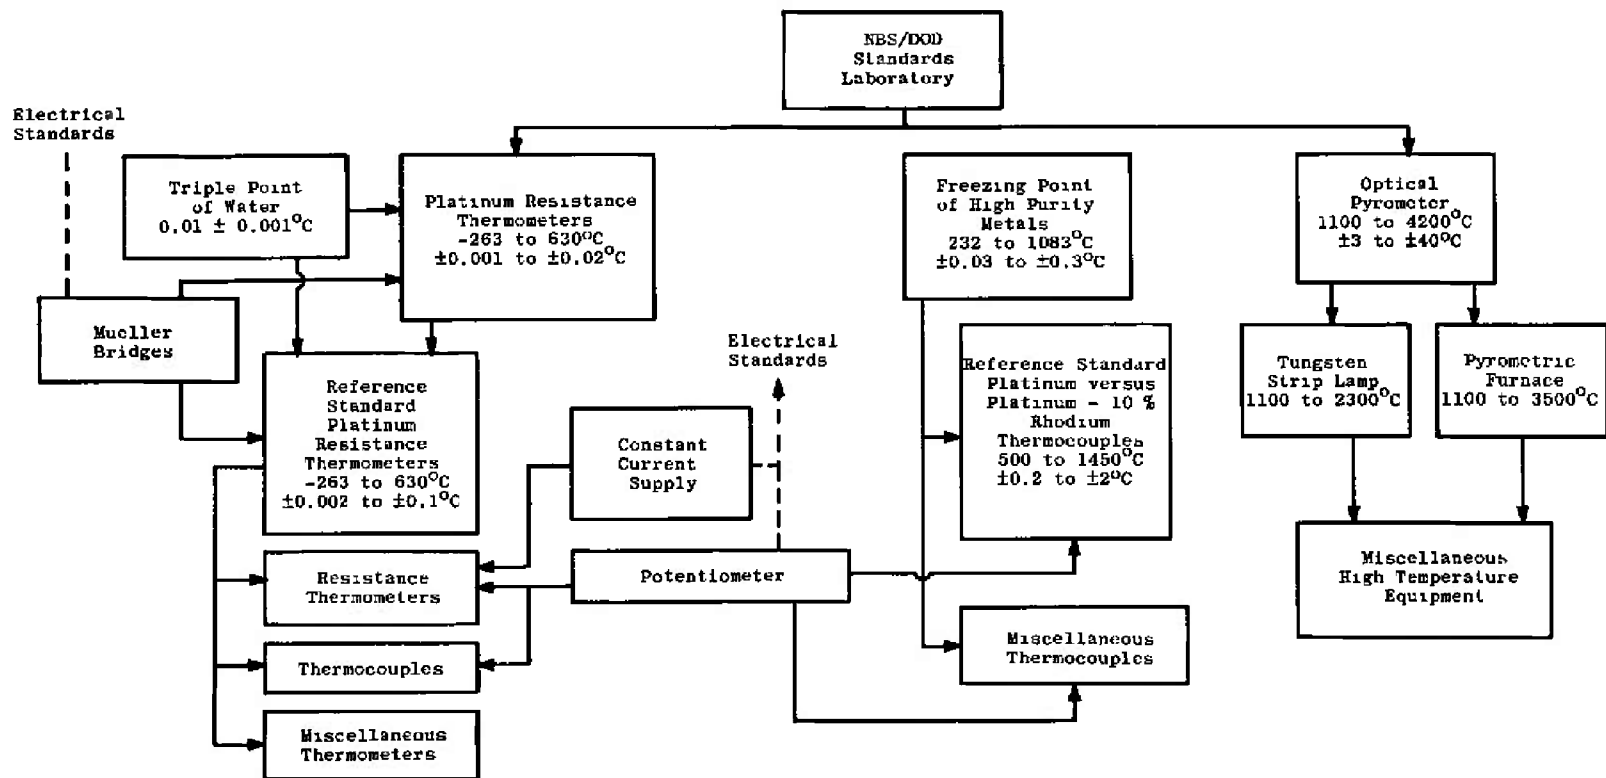 NBS/DOD
Standards
Laboratory
Electrical
Standards
Triple Point
of Water
0.01 ± 0.001°C
Platinum Resistance
Thermometers
-263 to 630°C
±0.001 to ±0.02°C
Freezing Point
of High Purity
Metals
232 to 1083°C
±0.03 to ±0.3°C
Optical
Pyrometer
1100 to 4200°C
±3 to ±40°C
Mueller
Bridges
Electrical
Standards
Reference
Standard
Platinum
Resistance
Thermometers
-263 to 630°C
±0.002 to ±0.1°C
Constant
Current
Supply
Reference Standard
Platinum versus
Platinum - 10 %
Rhodium
Thermocouples
500 to 1450°C
±0.2 to ±2°C
Tungsten
Strip Lamp
1100 to 2300°C
Pyrometric
Furnace
1100 to 3500°C
Resistance
Thermometers
Potentiometer
Miscellaneous
High Temperature
Equipment
Thermocouples
Miscellaneous
Thermocouples
Miscellaneous
Thermometers